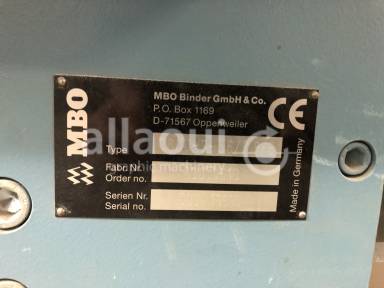 MBO
MBO Binder GmbH & Co.
P.O. Box 1169
D-71567 Oppenweiler
CE
Type
Fabr. Nr.
Order no.
Serien Nr.
Serial no.
Made in Germany
allaoui
graphic machinery